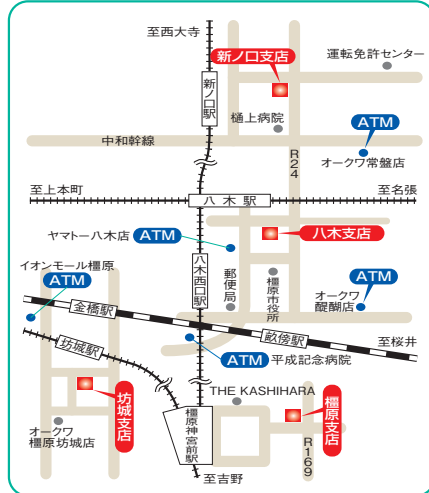 至西大寺
新ノ口支店
運転免許センター
新ノ口駅
樋上病院
ATM
中和幹線
オークワ常盤店
R24
至上本町
八木駅
至名張
ヤマトー八木店
ATM
八木支店
八木西口駅
イオンモール橿原
ATM
郵便局
橿原市役所
オークワ
醍醐店
ATM
金橋駅
畝傍駅
坊城駅
至桜井
ATM
平成記念病院
坊城支店
THE KASHIHARA
橿原支店
橿原神宮前駅
オークワ
橿原坊城店
R169
至吉野